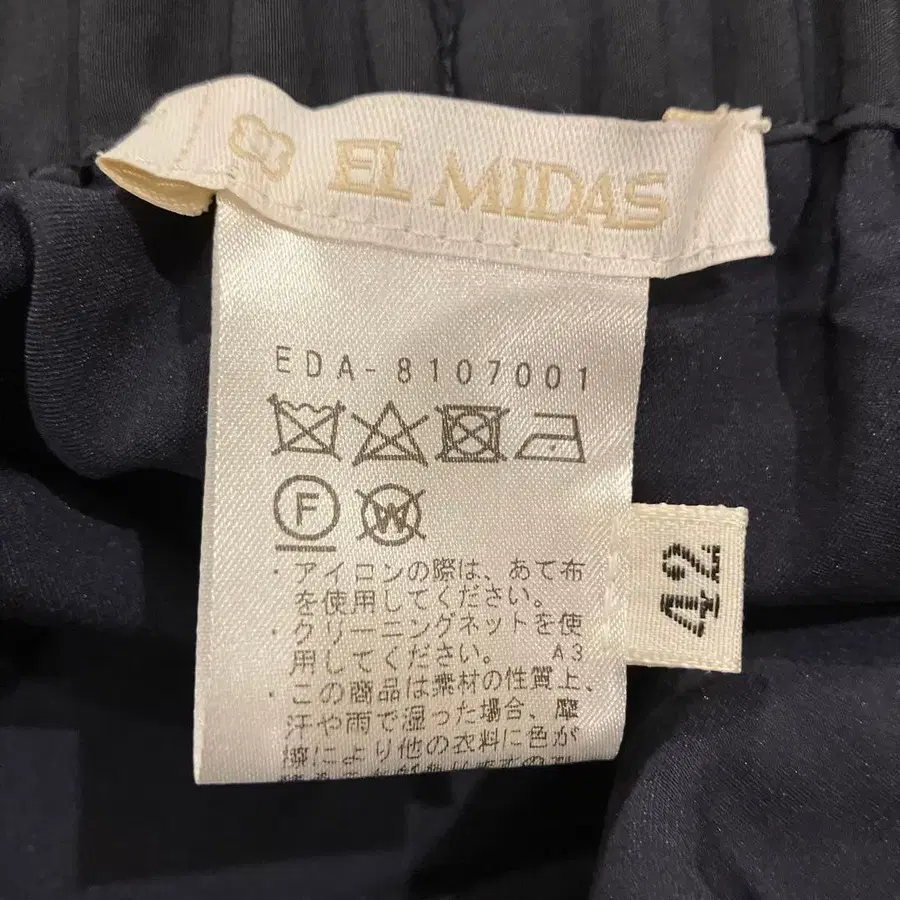 EL MIDAS
EDA-8107001
F W
・アイロンの際は、あて布
を使用してください。
・クリーニングネットを使
用してください。 A3
・この商品は素材の性質上、
汗や雨で湿った場合、摩
擦により他の衣料に色が
42